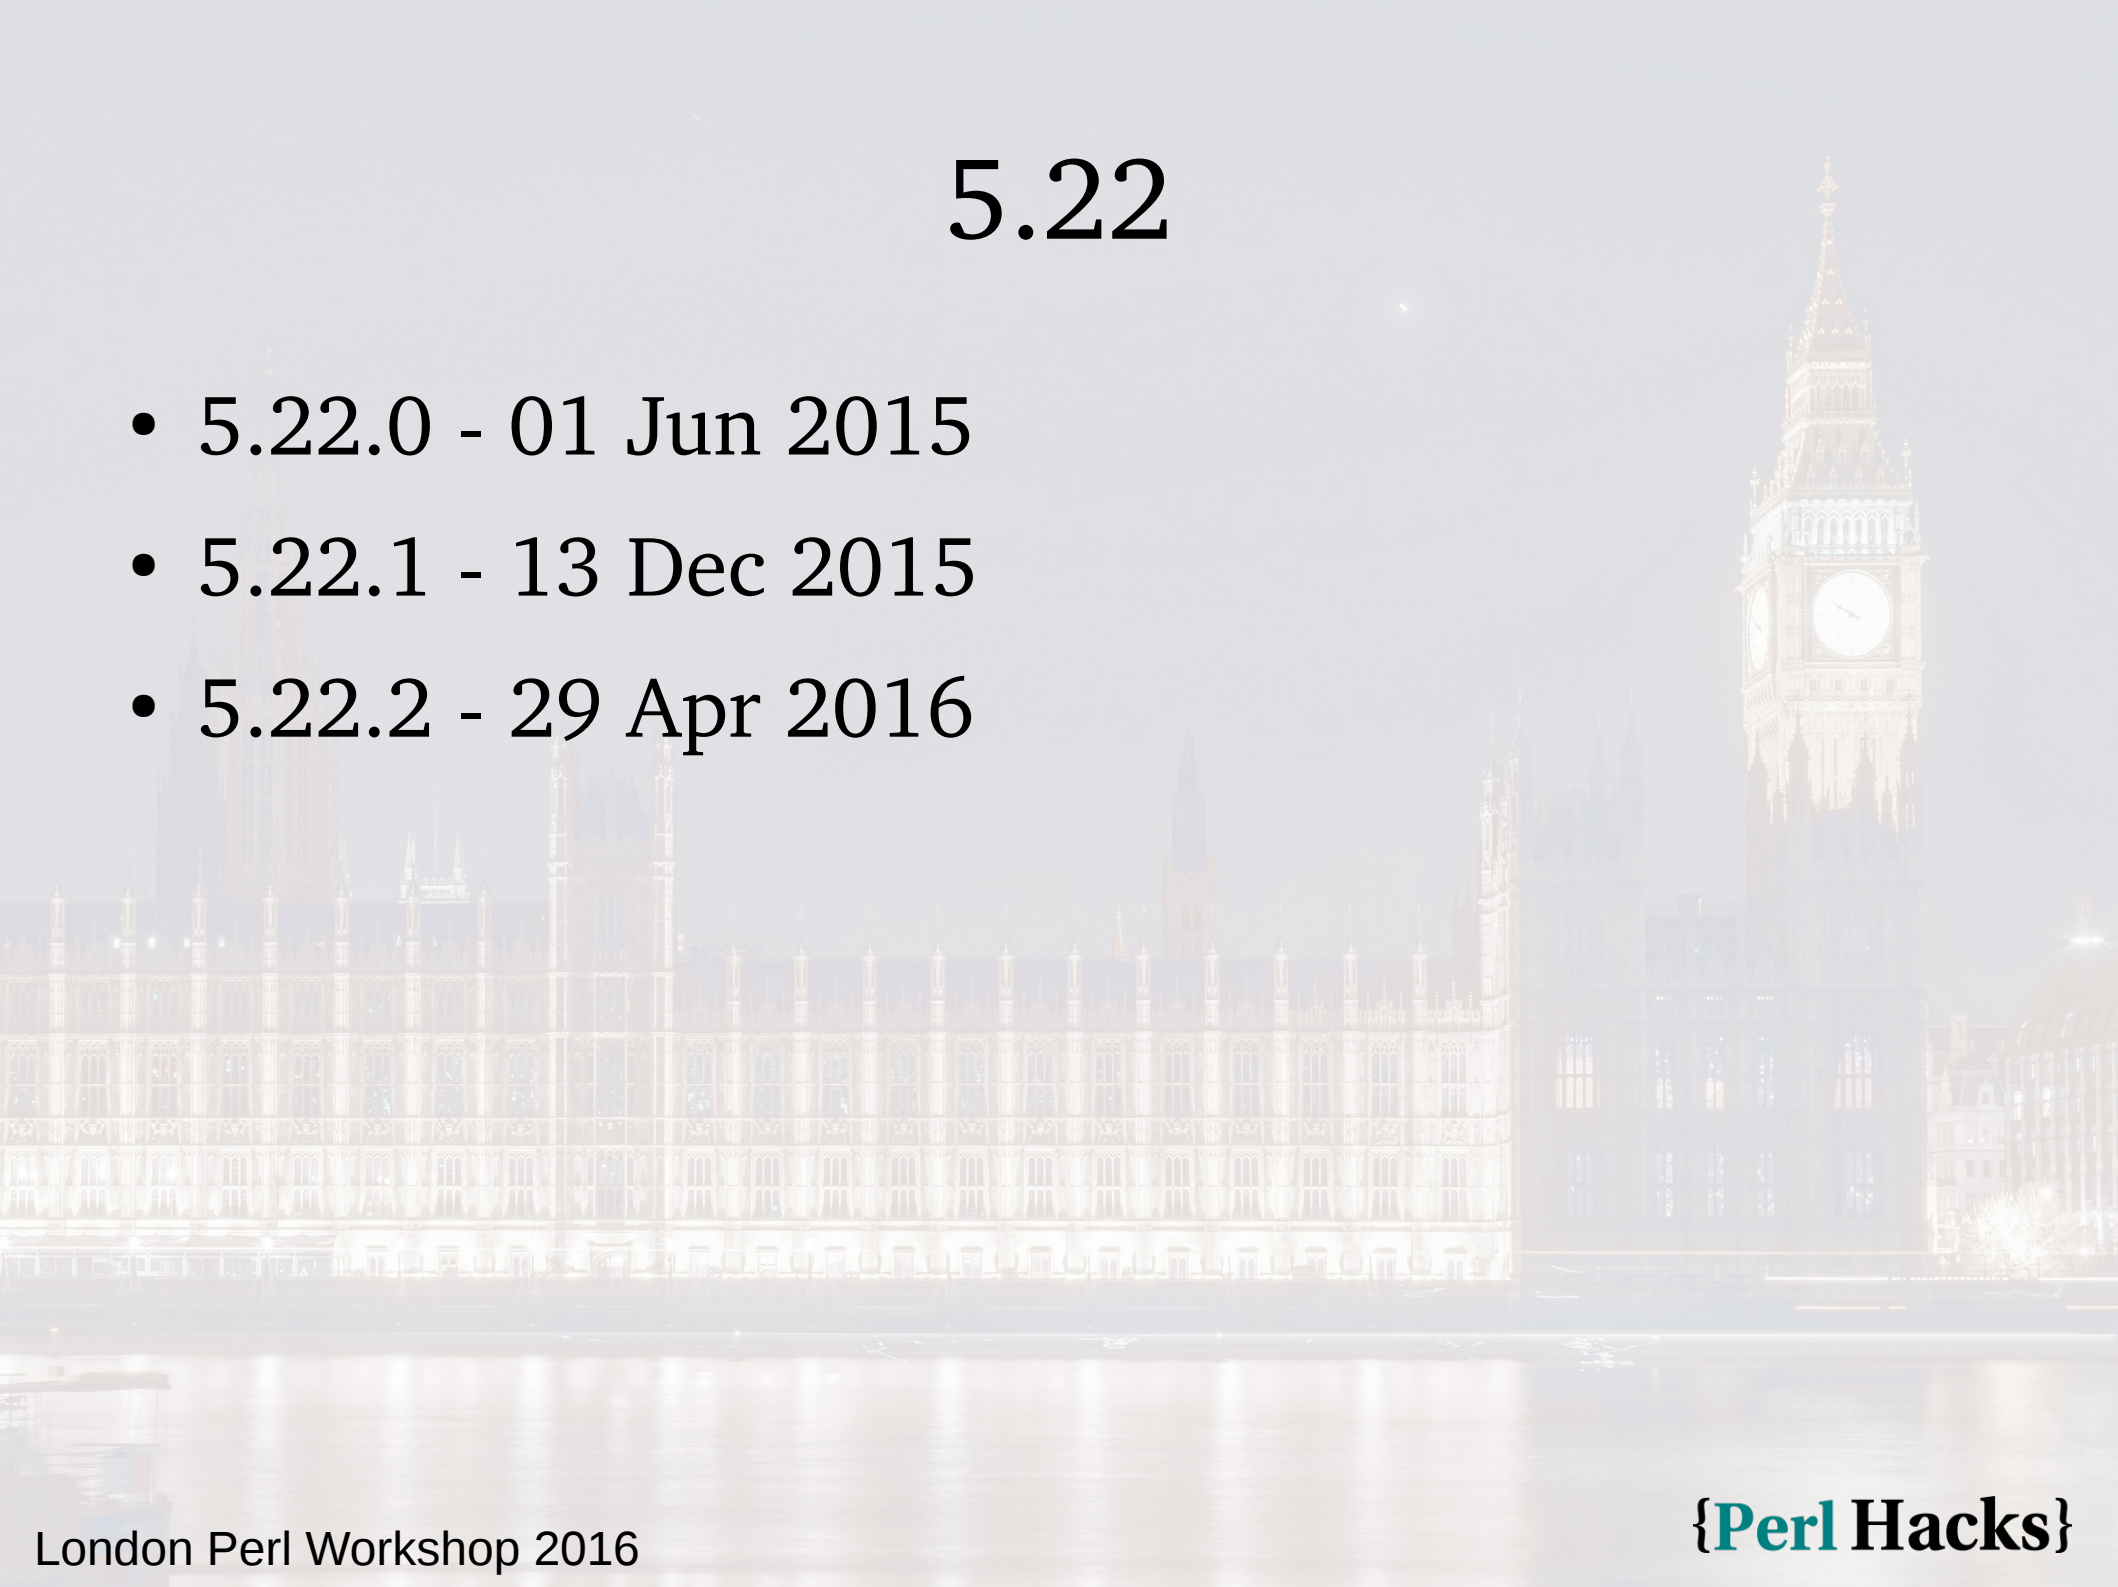 5.22
• 5.22.0 - 01 Jun 2015
• 5.22.1 - 13 Dec 2015
• 5.22.2 - 29 Apr 2016
London Perl Workshop 2016
{Perl Hacks}